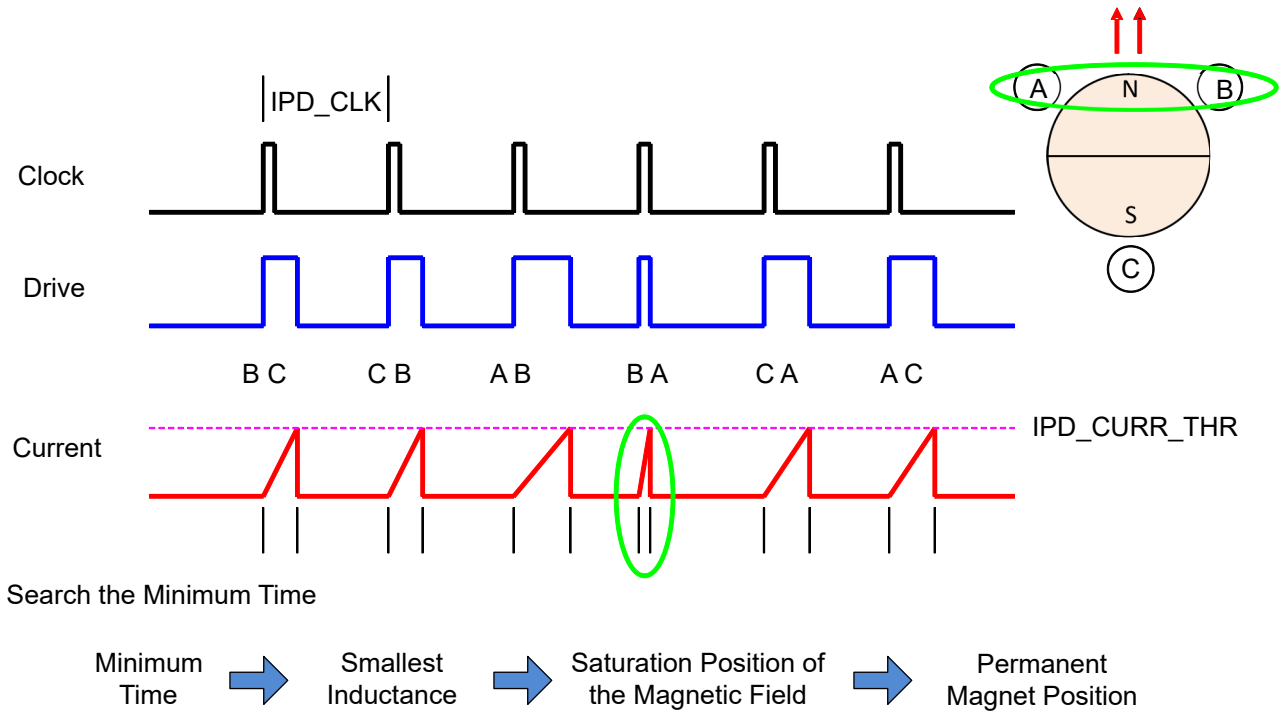 IPD_CLK
A
N
B
Clock
S
C
Drive
B C
C B
A B
B A
C A
A C
IPD_CURR_THR
Current
Search the Minimum Time
Minimum
Time
Smallest
Inductance
Saturation Position of
the Magnetic Field
Permanent
Magnet Position